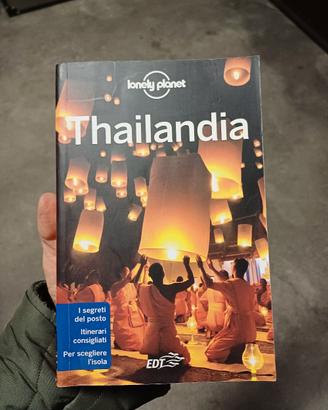 lonely planet
Thailandia
I segreti
del posto
Itinerari
consigliati
Per scegliere
l'isola
EDT